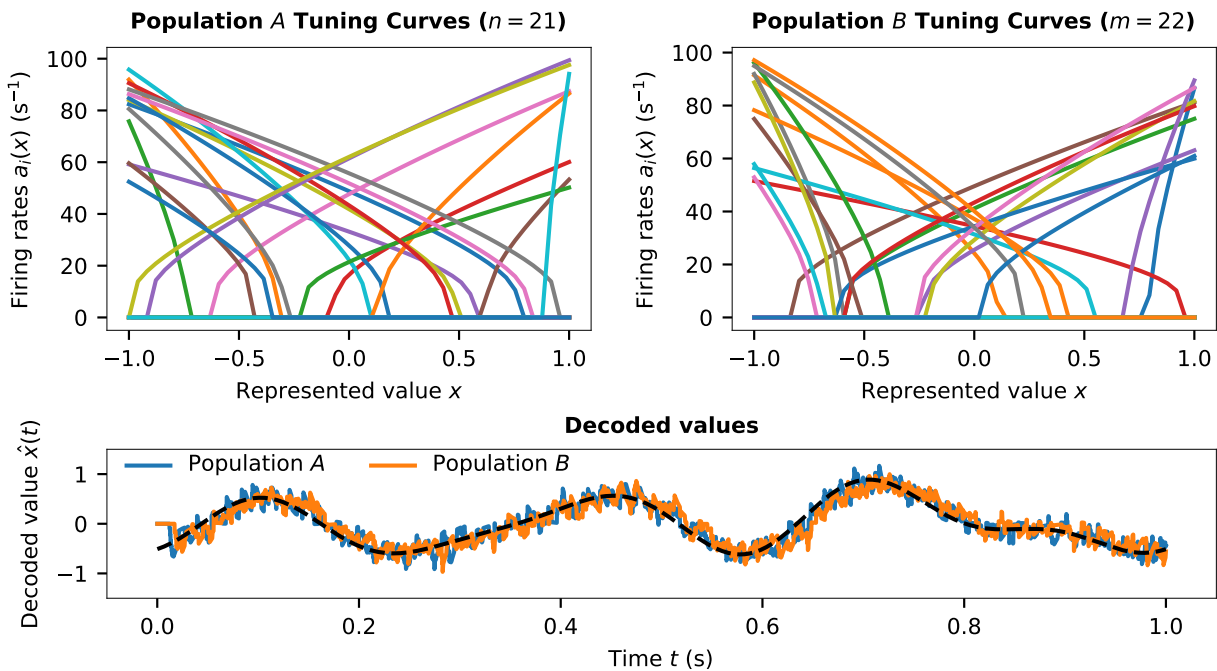 Population A Tuning Curves (n = 21)
Firing rates aᵢ(x) (s⁻¹)
100
80
60
40
20
0
−1.0 −0.5 0.0 0.5 1.0
Represented value x
Population B Tuning Curves (m = 22)
Firing rates aᵢ(x) (s⁻¹)
100
80
60
40
20
0
−1.0 −0.5 0.0 0.5 1.0
Represented value x
Decoded values
Decoded value x̂(t)
1
0
−1
Population A Population B
0.0 0.2 0.4 0.6 0.8 1.0
Time t (s)